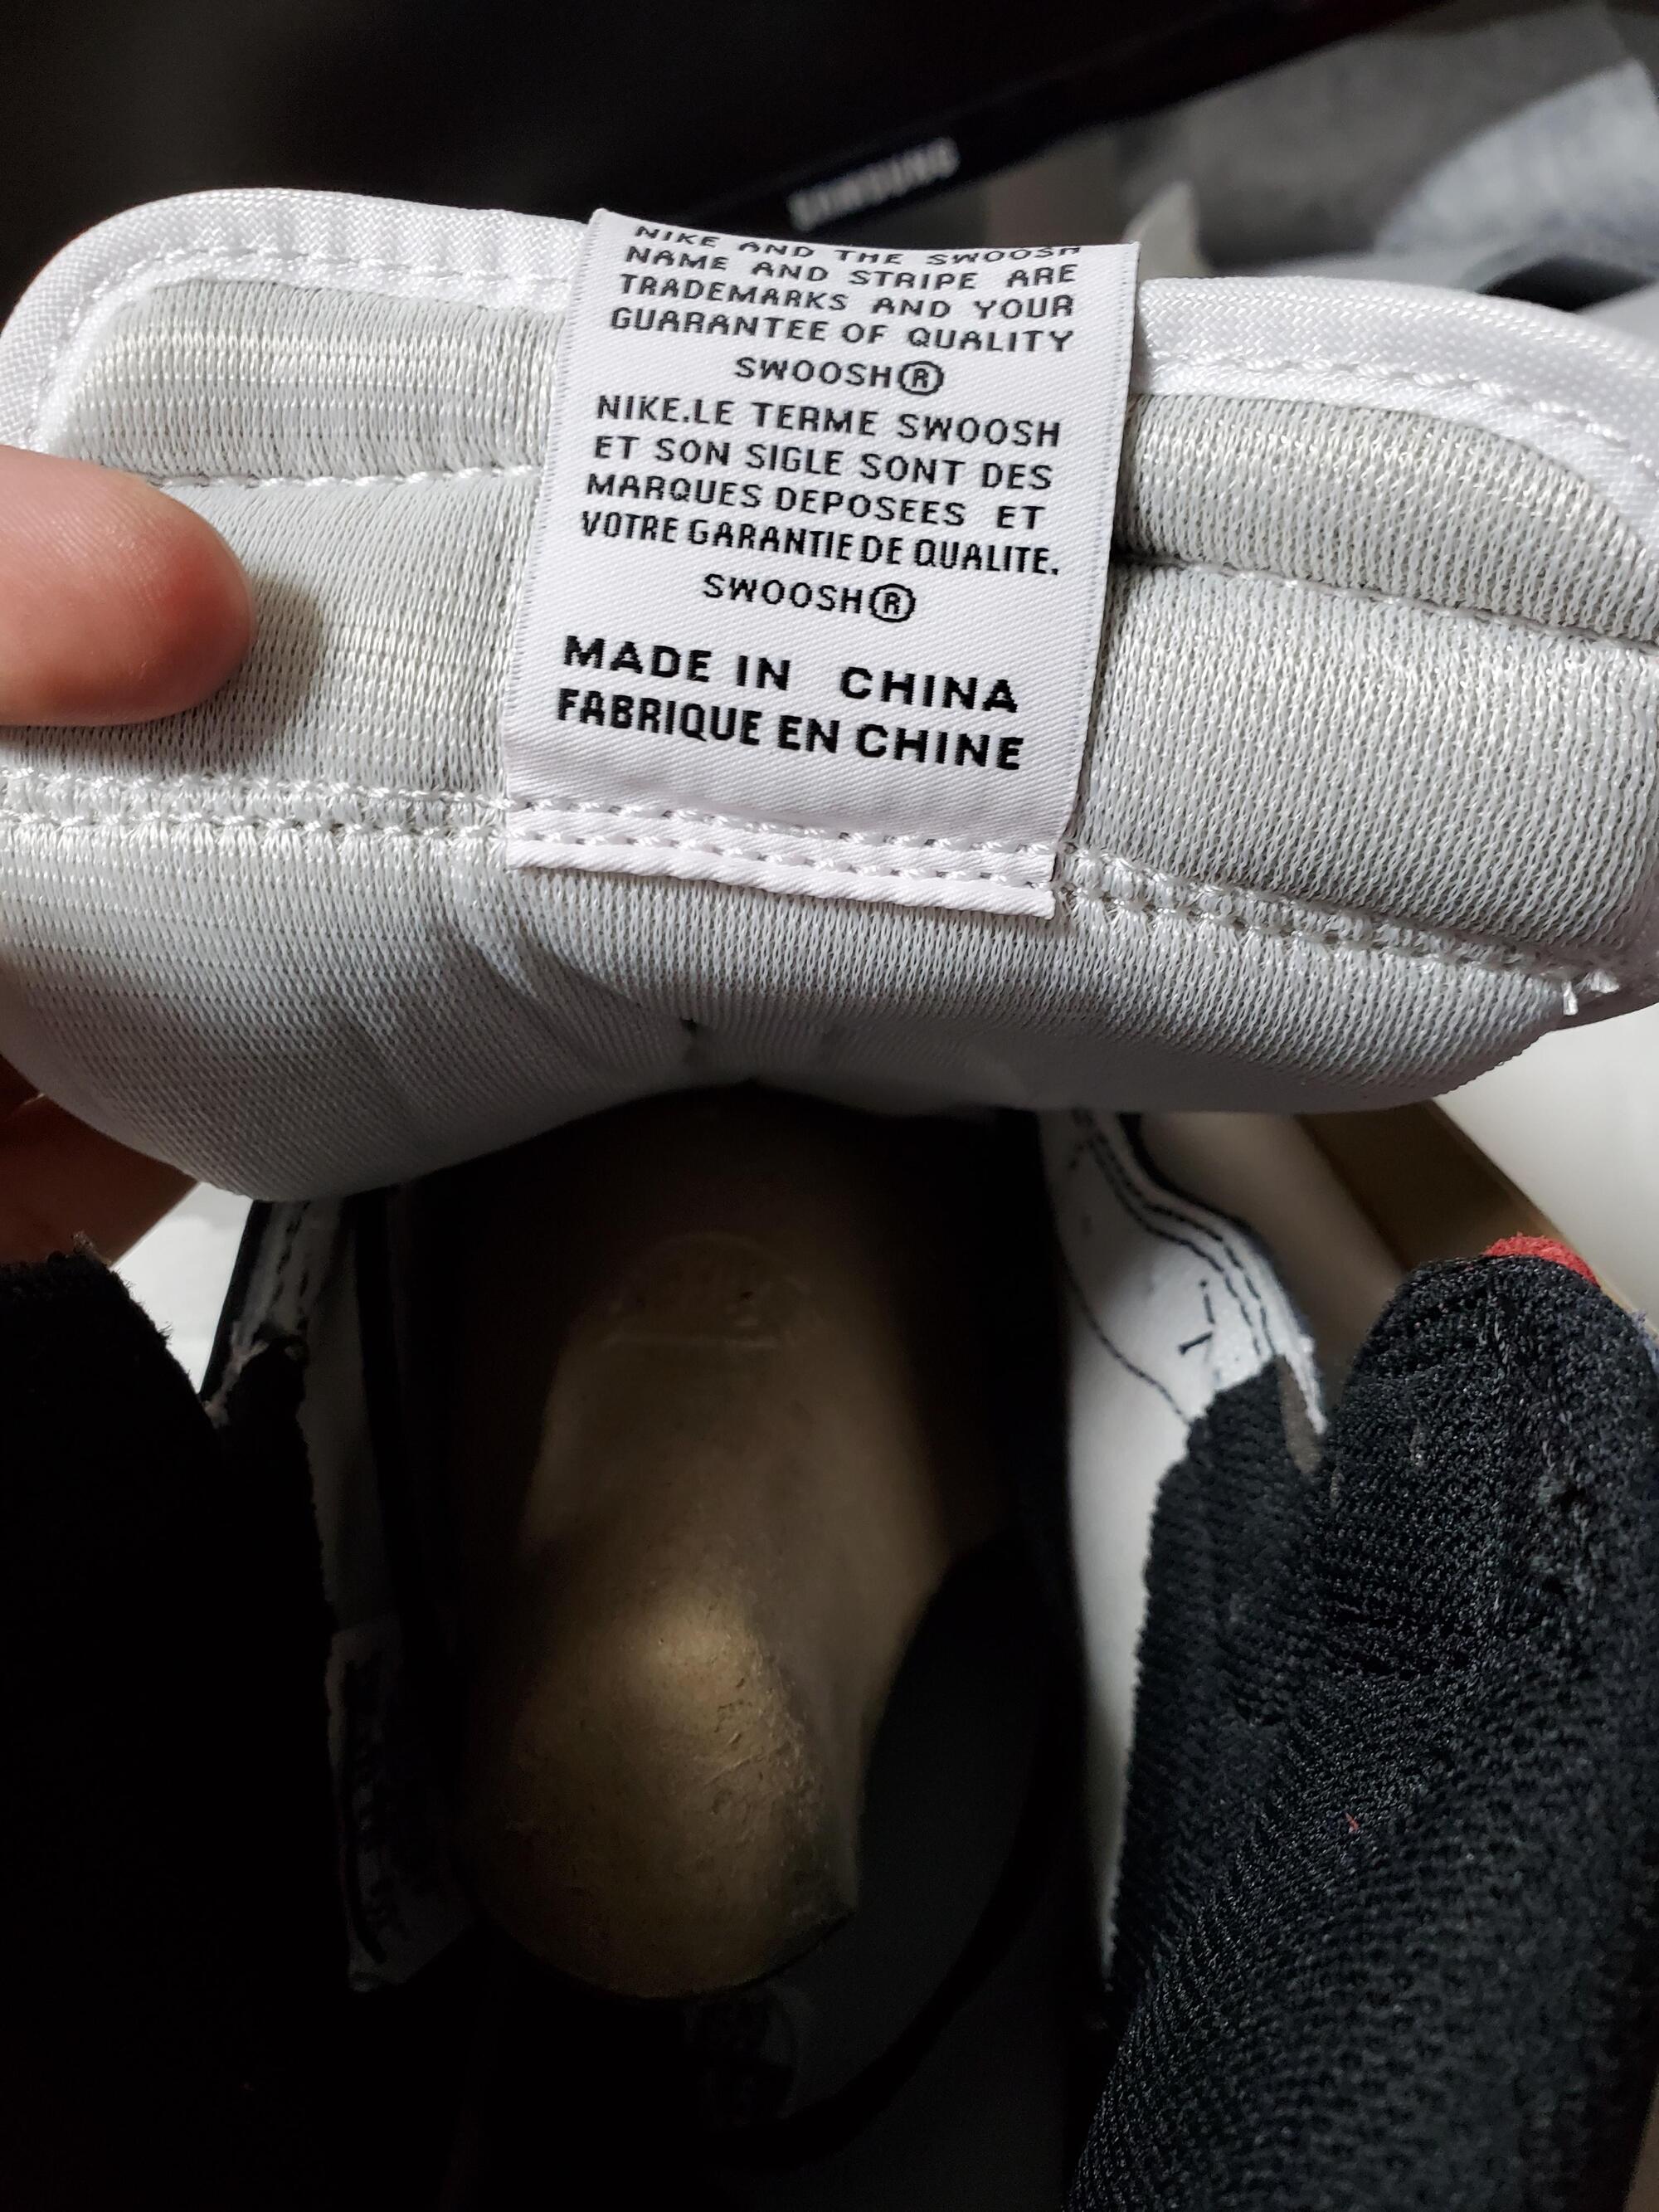 SAMSUNG
NIKE AND THE SWOOSH
NAME AND STRIPE ARE
TRADEMARKS AND YOUR
GUARANTEE OF QUALITY
SWOOSH®
NIKE.LE TERME SWOOSH
ET SON SIGLE SONT DES
MARQUES DEPOSEES ET
VOTRE GARANTIE DE QUALITE.
SWOOSH®
MADE IN CHINA
FABRIQUE EN CHINE